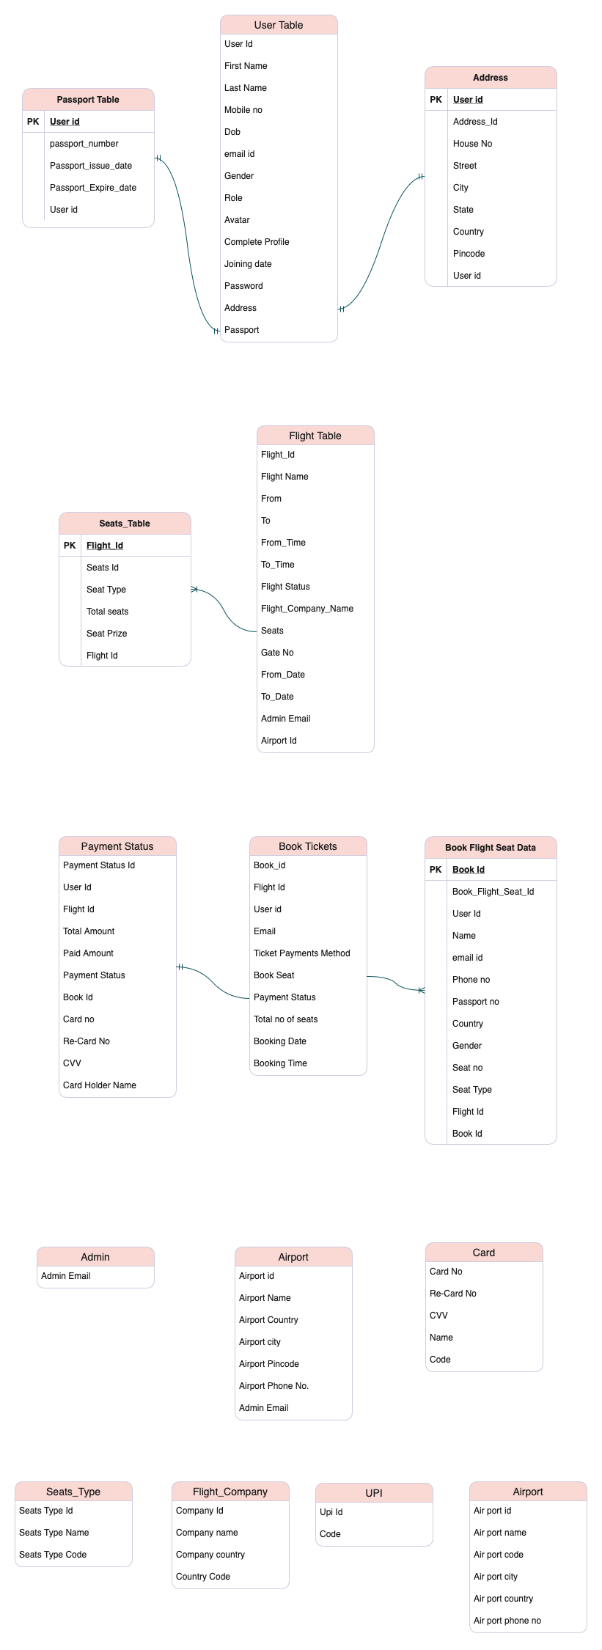 User Table
User Id
First Name
Last Name
Mobile no
Dob
email id
Gender
Role
Avatar
Complete Profile
Joining date
Password
Address
Passport
Passport Table
PK User id
passport_number
Passport_issue_date
Passport_Expire_date
User id
Address
PK User id
Address_Id
House No
Street
City
State
Country
Pincode
User id
Flight Table
Flight_Id
Flight Name
From
To
From_Time
To_Time
Flight Status
Flight_Company_Name
Seats
Gate No
From_Date
To_Date
Admin Email
Airport Id
Seats_Table
PK Flight_Id
Seats Id
Seat Type
Total seats
Seat Prize
Flight Id
Payment Status
Payment Status Id
User Id
Flight Id
Total Amount
Paid Amount
Payment Status
Book Id
Card no
Re-Card No
CVV
Card Holder Name
Book Tickets
Book_id
Flight Id
User id
Email
Ticket Payments Method
Book Seat
Payment Status
Total no of seats
Booking Date
Booking Time
Book Flight Seat Data
PK Book Id
Book_Flight_Seat_Id
User Id
Name
email id
Phone no
Passport no
Country
Gender
Seat no
Seat Type
Flight Id
Book Id
Admin
Admin Email
Airport
Airport id
Airport Name
Airport Country
Airport city
Airport Pincode
Airport Phone No.
Admin Email
Card
Card No
Re-Card No
CVV
Name
Code
Seats_Type
Seats Type Id
Seats Type Name
Seats Type Code
Flight_Company
Company Id
Company name
Company country
Country Code
UPI
Upi Id
Code
Airport
Air port id
Air port name
Air port code
Air port city
Air port country
Air port phone no